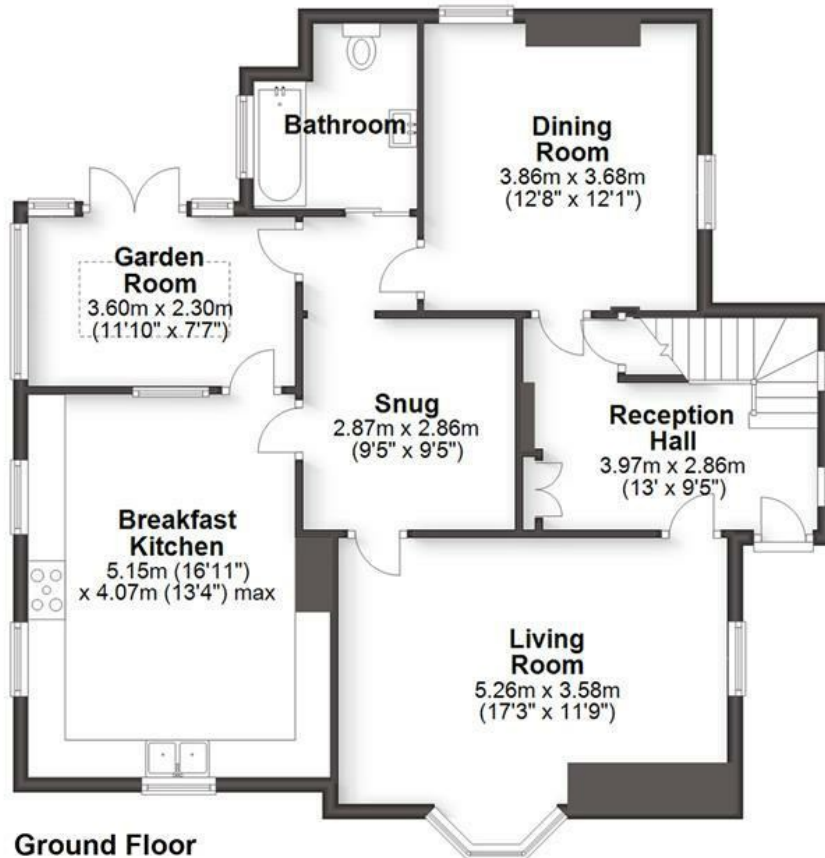 Bathroom
Dining
Room
3.86m x 3.68m
(12'8" x 12'1")
Garden
Room
3.60m x 2.30m
(11'10" x 7'7")
Snug
2.87m x 2.86m
(9'5" x 9'5")
Reception
Hall
3.97m x 2.86m
(13' x 9'5")
Breakfast
Kitchen
5.15m (16'11")
x 4.07m (13'4") max
Living
Room
5.26m x 3.58m
(17'3" x 11'9")
Ground Floor